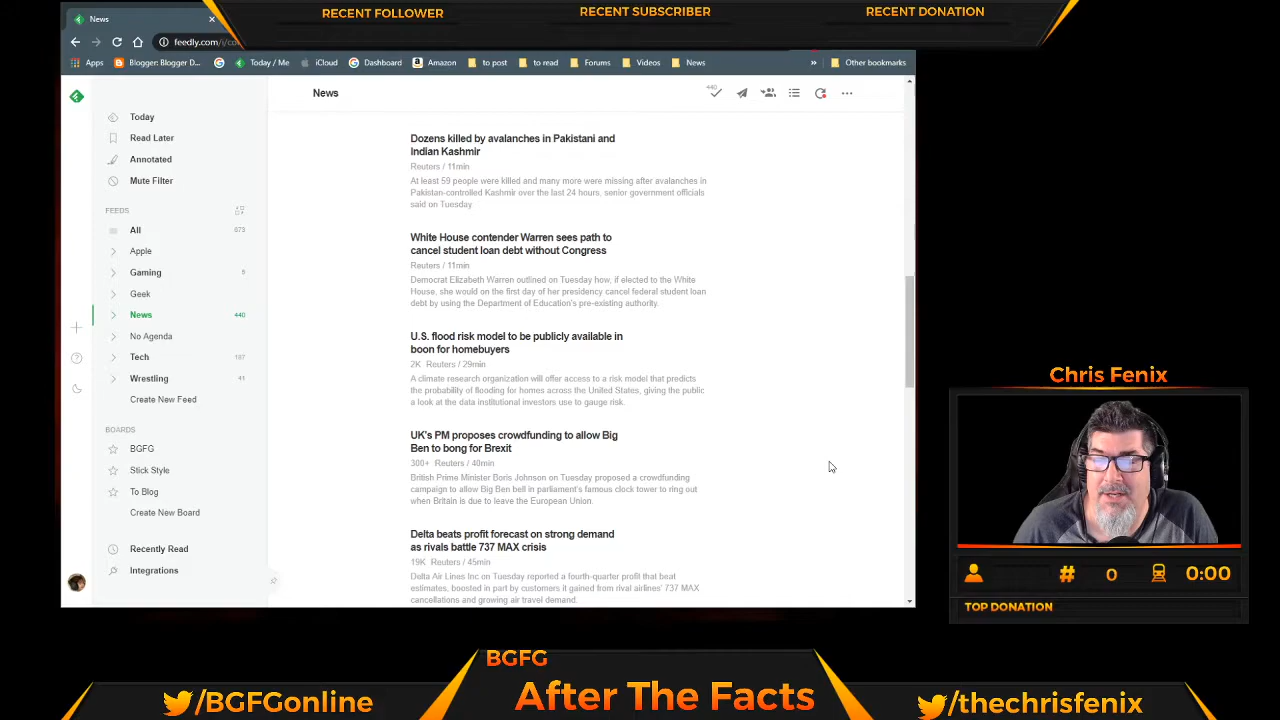 RECENT FOLLOWER
RECENT SUBSCRIBER
RECENT DONATION
News
feedly.com/i/co
Apps
Blogger: Blogger D...
Today / Me
iCloud
Dashboard
Amazon
to post
to read
Forums
Videos
News
»
Other bookmarks
News
440
Today
Read Later
Annotated
Mute Filter
FEEDS
All 673
Apple
Gaming 5
Geek
News 440
No Agenda
Tech 187
Wrestling 41
Create New Feed
BOARDS
BGFG
Stick Style
To Blog
Create New Board
Recently Read
Integrations
Dozens killed by avalanches in Pakistani and
Indian Kashmir
Reuters / 11min
At least 59 people were killed and many more were missing after avalanches in
Pakistan-controlled Kashmir over the last 24 hours, senior government officials
said on Tuesday.
White House contender Warren sees path to
cancel student loan debt without Congress
Reuters / 11min
Democrat Elizabeth Warren outlined on Tuesday how, if elected to the White
House, she would on the first day of her presidency cancel federal student loan
debt by using the Department of Education's pre-existing authority.
U.S. flood risk model to be publicly available in
boon for homebuyers
2K Reuters / 29min
A climate research organization will offer access to a risk model that predicts
the probability of flooding for homes across the United States, giving the public
a look at the data institutional investors use to gauge risk.
UK's PM proposes crowdfunding to allow Big
Ben to bong for Brexit
300+ Reuters / 40min
British Prime Minister Boris Johnson on Tuesday proposed a crowdfunding
campaign to allow Big Ben bell in parliament's famous clock tower to ring out
when Britain is due to leave the European Union.
Delta beats profit forecast on strong demand
as rivals battle 737 MAX crisis
19K Reuters / 45min
Delta Air Lines Inc on Tuesday reported a fourth-quarter profit that beat
estimates, boosted in part by customers it gained from rival airlines' 737 MAX
cancellations and growing air travel demand.
Chris Fenix
# 0 0:00
TOP DONATION
BGFG
After The Facts
/BGFGonline
/thechrisfenix